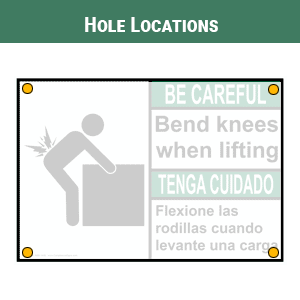 Hole Locations
BE CAREFUL
Bend knees
when lifting
TENGA CUIDADO
Flexione las
rodillas cuando
levante una carga